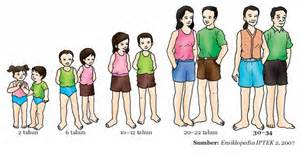 2 tahun 6 tahun 10–12 tahun 20–22 tahun 30–34
Sumber: Ensiklopedia IPTEK 2, 2007